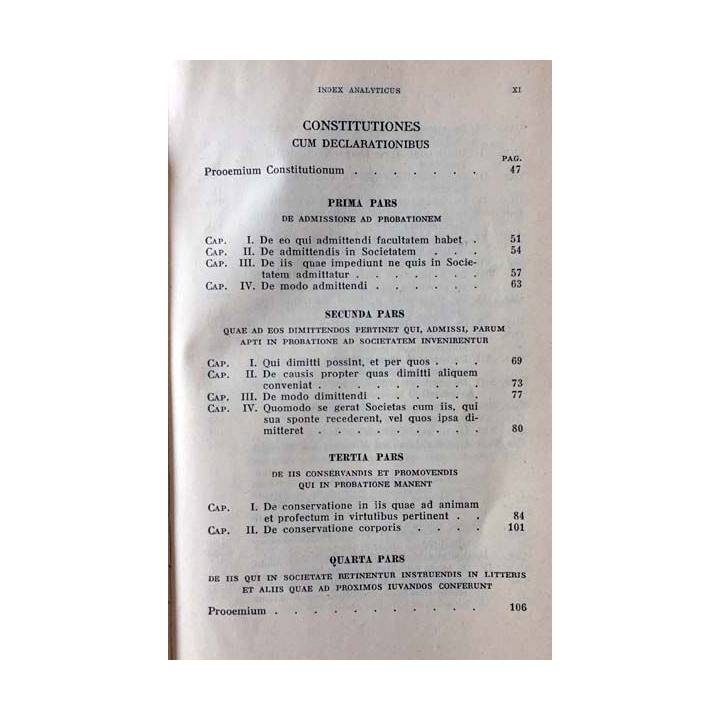 INDEX ANALYTICUS XI
CONSTITUTIONES
CUM DECLARATIONIBUS
PAG.
Prooemium Constitutionum . . . . . . . 47
PRIMA PARS
DE ADMISSIONE AD PROBATIONEM
CAP. I. De eo qui admittendi facultatem habet . 51
CAP. II. De admittendis in Societatem . . . 54
CAP. III. De iis quae impediunt ne quis in Socie-
tatem admittatur . . . . . . . 57
CAP. IV. De modo admittendi . . . . . . 63
SECUNDA PARS
QUAE AD EOS DIMITTENDOS PERTINET QUI, ADMISSI, PARUM
APTI IN PROBATIONE AD SOCIETATEM INVENIRENTUR
CAP. I. Qui dimitti possint, et per quos . . . 69
CAP. II. De causis propter quas dimitti aliquem
conveniat . . . . . . . . . 73
CAP. III. De modo dimittendi . . . . . . 77
CAP. IV. Quomodo se gerat Societas cum iis, qui
sua sponte recederent, vel quos ipsa di-
mitteret . . . . . . . . . 80
TERTIA PARS
DE IIS CONSERVANDIS ET PROMOVENDIS
QUI IN PROBATIONE MANENT
CAP. I. De conservatione in iis quae ad animam
et profectum in virtutibus pertinent . . 84
CAP. II. De conservatione corporis . . . . 101
QUARTA PARS
DE IIS QUI IN SOCIETATE RETINENTUR INSTRUENDIS IN LITTERIS
ET ALIIS QUAE AD PROXIMOS IUVANDOS CONFERUNT
Prooemium . . . . . . . . . . . 106